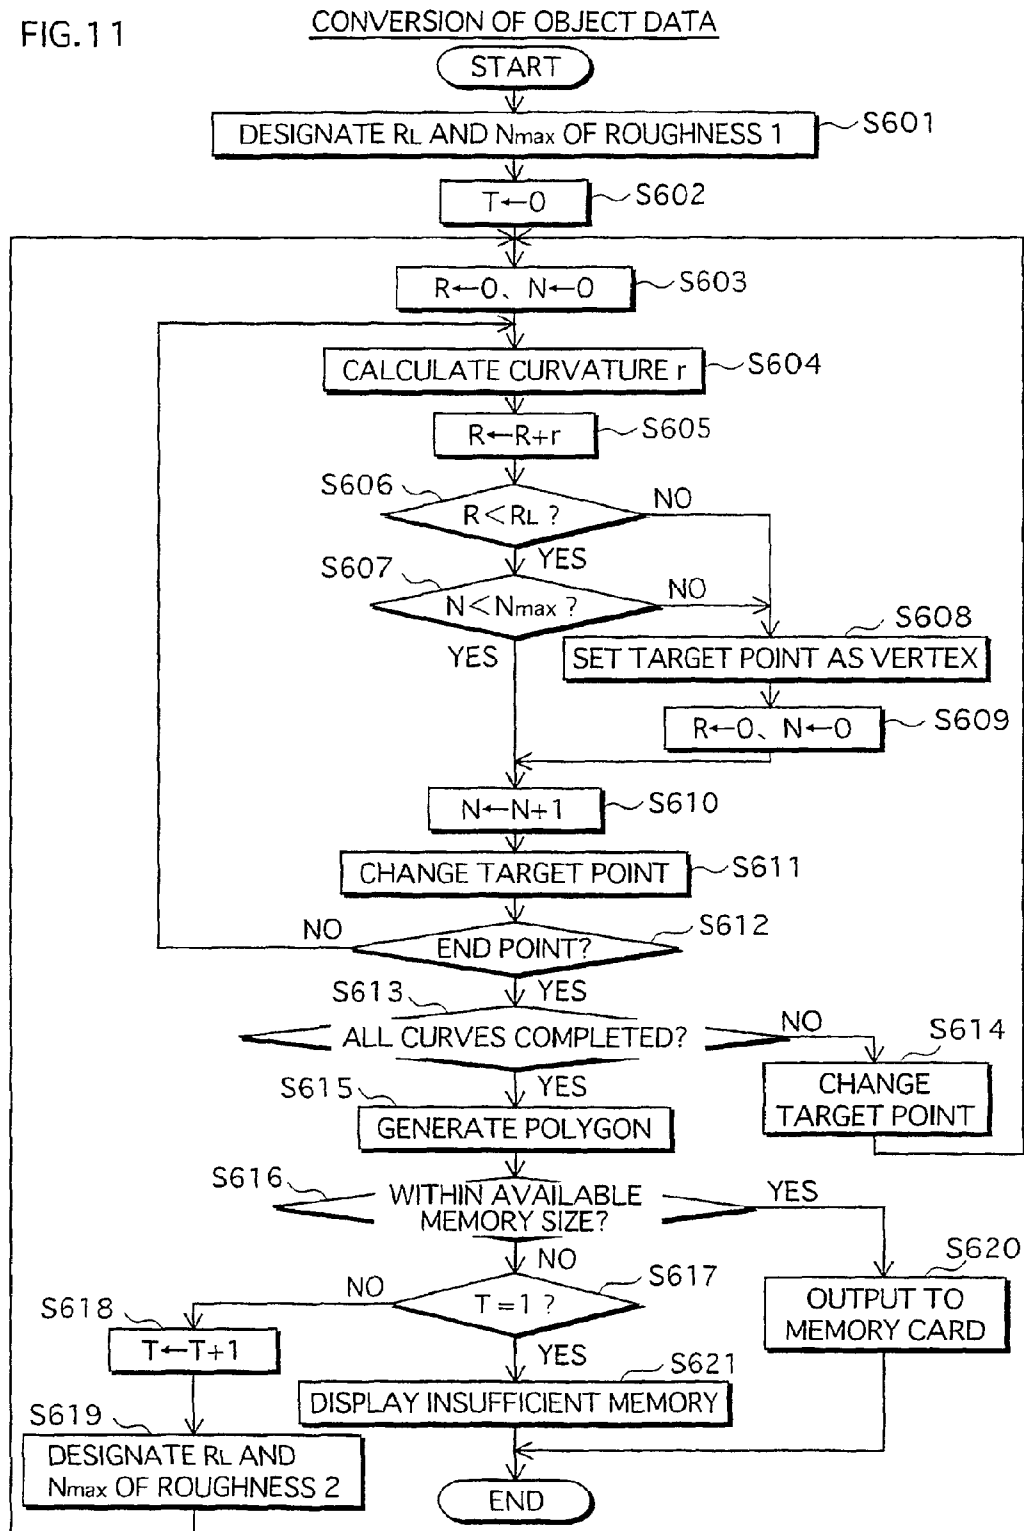 FIG.11
CONVERSION OF OBJECT DATA
START
DESIGNATE RL AND Nmax OF ROUGHNESS 1
S601
T←0
S602
R←0、N←0
S603
CALCULATE CURVATURE r
S604
R←R+r
S605
S606
R<RL ?
NO
YES
S607
N<Nmax ?
NO
YES
S608
SET TARGET POINT AS VERTEX
R←0、N←0
S609
N←N+1
S610
CHANGE TARGET POINT
S611
NO
END POINT?
S612
YES
S613
ALL CURVES COMPLETED?
NO
S614
CHANGE
TARGET POINT
YES
S615
GENERATE POLYGON
S616
WITHIN AVAILABLE
MEMORY SIZE?
YES
NO
S620
OUTPUT TO
MEMORY CARD
NO
T=1 ?
S617
YES
S618
T←T+1
S621
DISPLAY INSUFFICIENT MEMORY
S619
DESIGNATE RL AND
Nmax OF ROUGHNESS 2
END